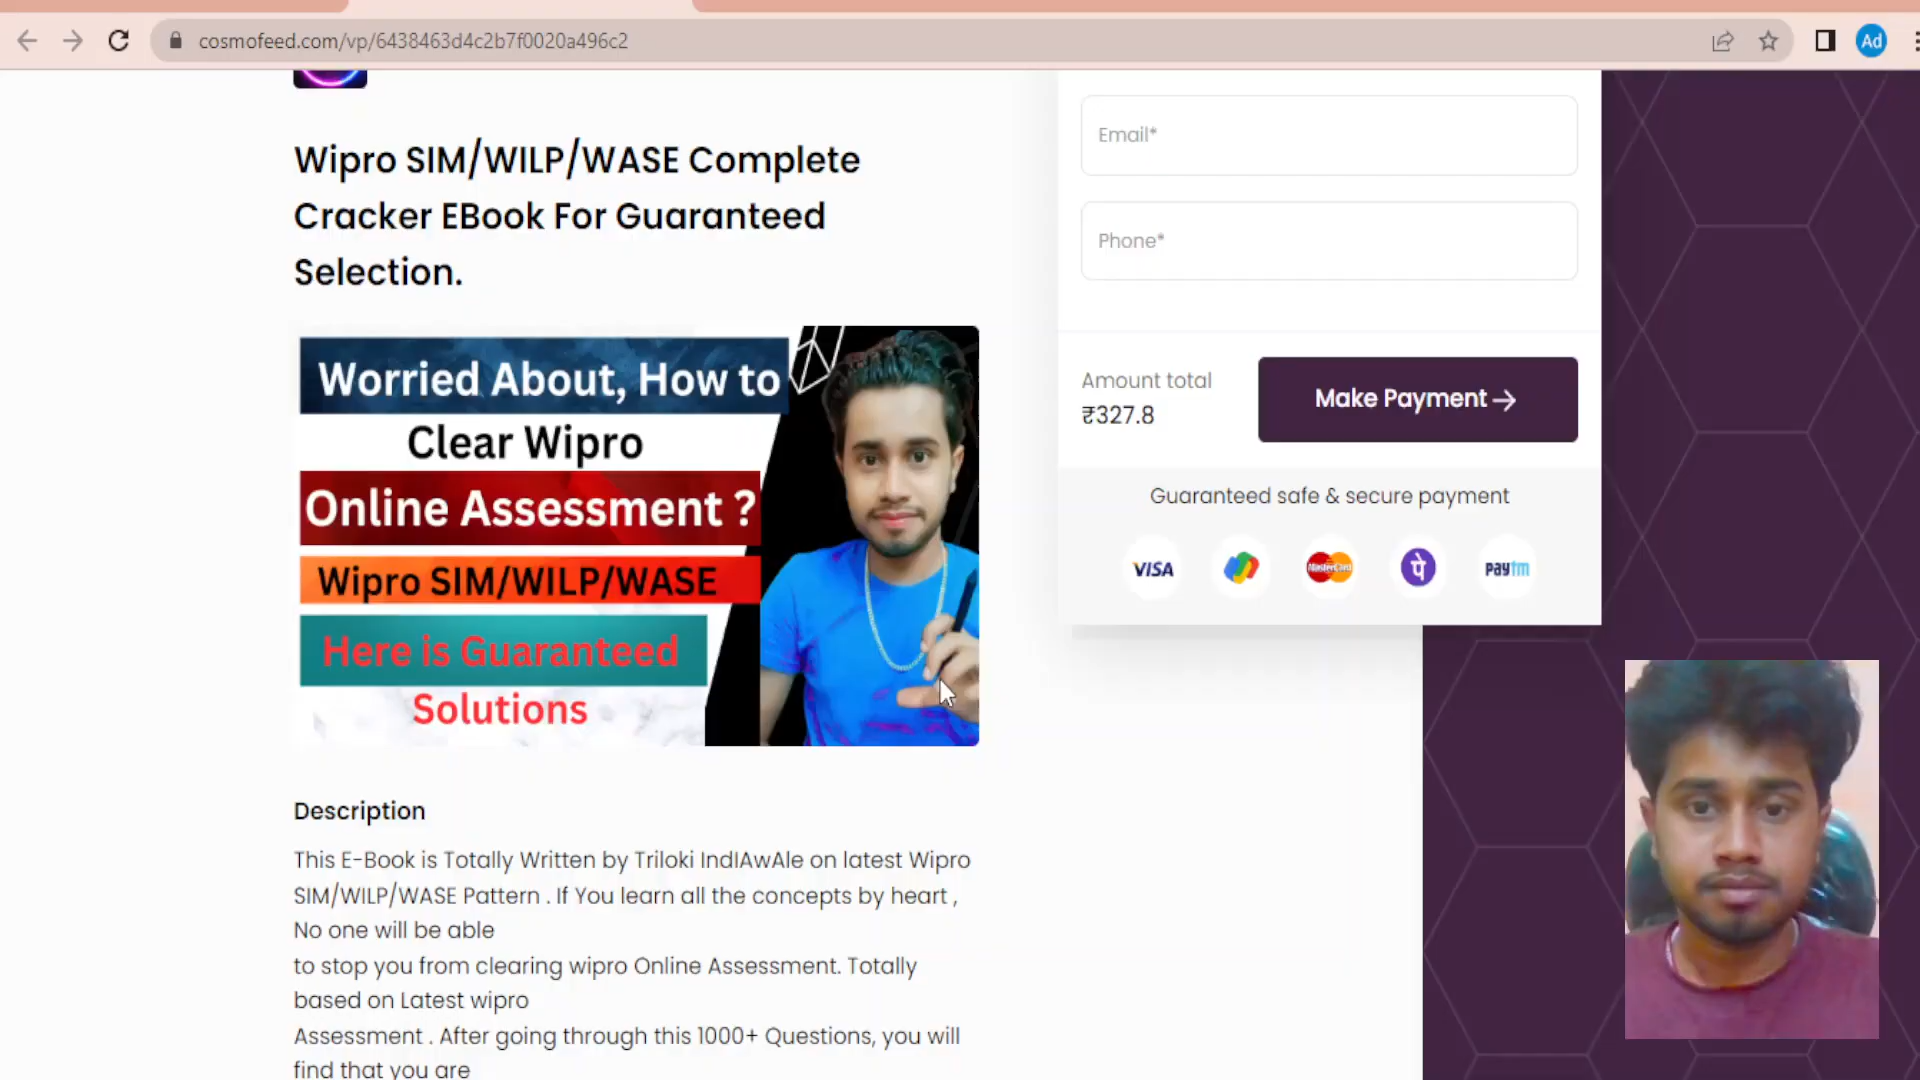 cosmofeed.com/vp/6438463d4c2b7f0020a496c2
Ad
Wipro SIM/WILP/WASE Complete
Cracker EBook For Guaranteed
Selection.
Worried About, How to
Clear Wipro
Online Assessment ?
Wipro SIM/WILP/WASE
Here is Guaranteed
Solutions
Description
This E-Book is Totally Written by Triloki IndIAwAle on latest Wipro
SIM/WILP/WASE Pattern . If You learn all the concepts by heart ,
No one will be able
to stop you from clearing wipro Online Assessment. Totally
based on Latest wipro
Assessment . After going through this 1000+ Questions, you will
find that you are
Email*
Phone*
Amount total
₹327.8
Make Payment
Guaranteed safe & secure payment
VISA
MasterCard
पे
paytm